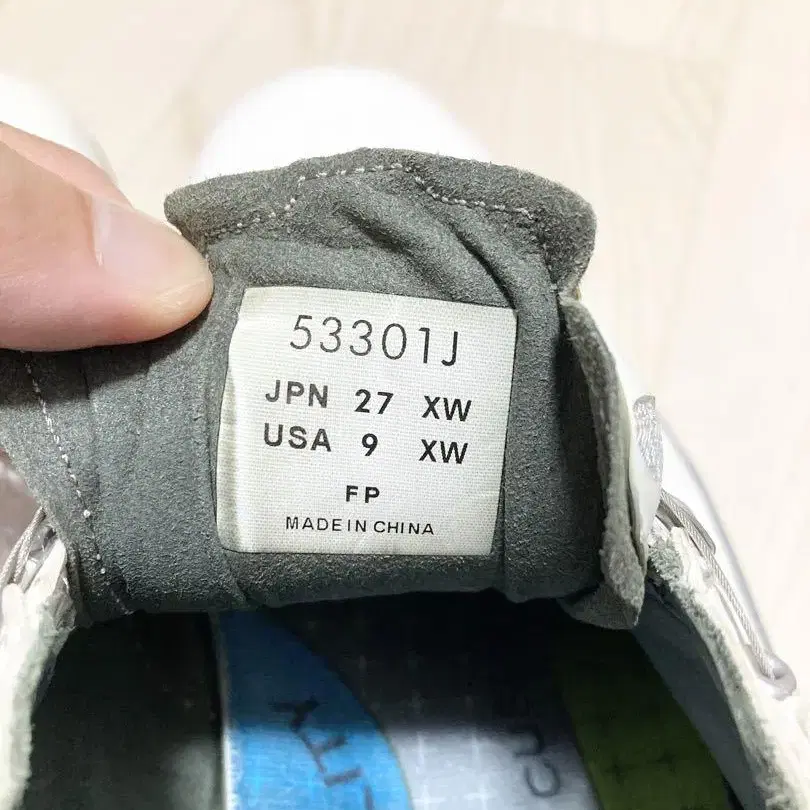 53301J
JPN 27 XW
USA 9 XW
FP
MADE IN CHINA